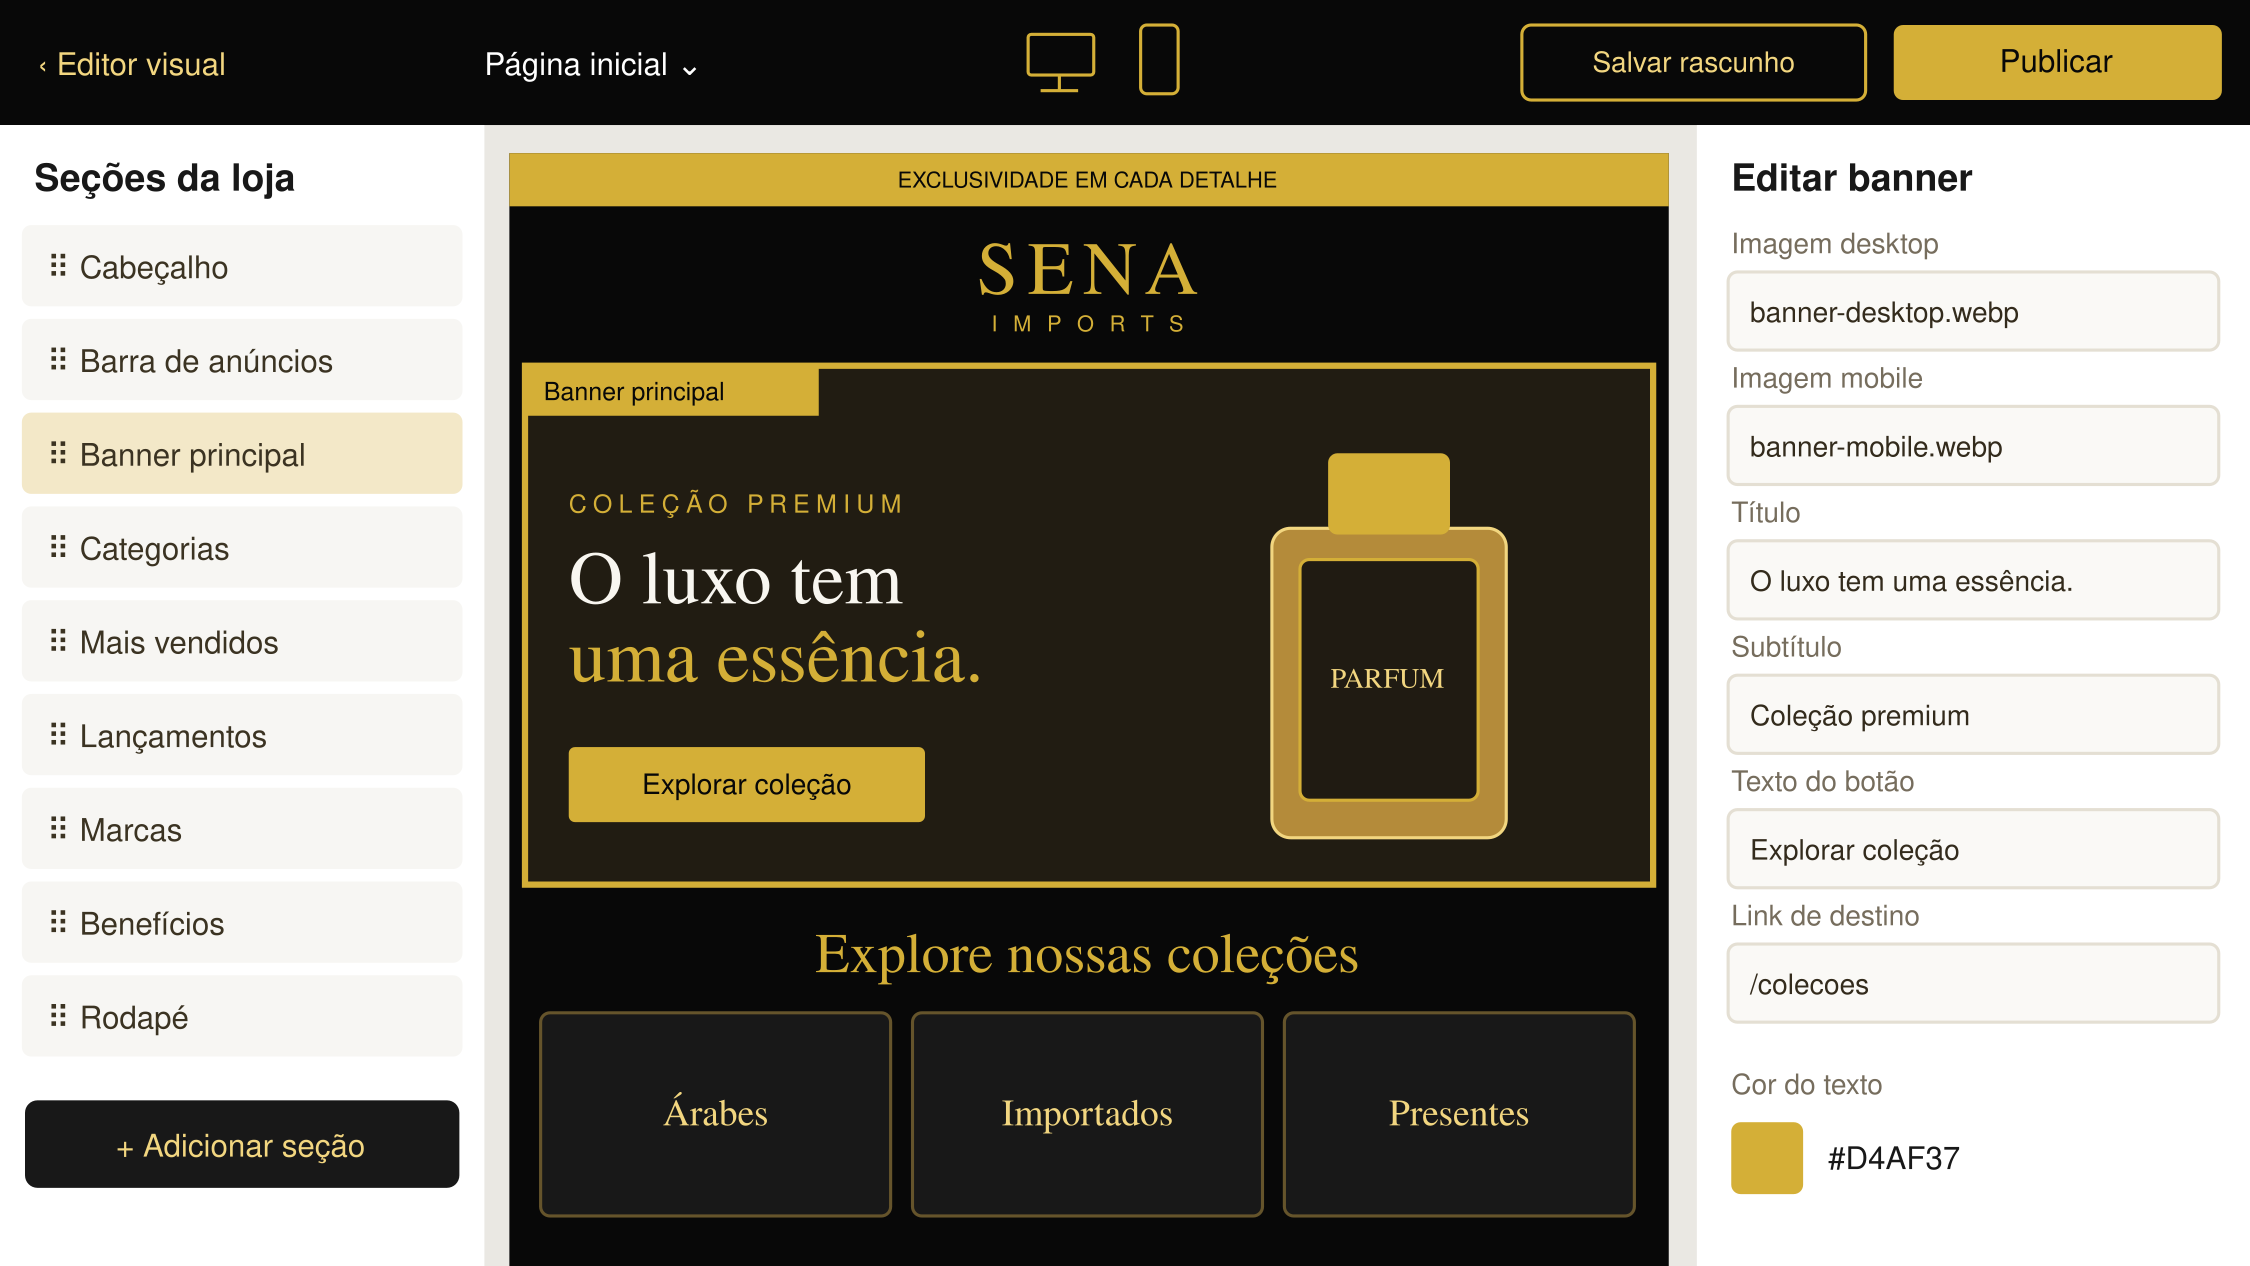 ‹ Editor visual
Página inicial ⌄
Salvar rascunho
Publicar
Seções da loja
⠿ Cabeçalho
⠿ Barra de anúncios
⠿ Banner principal
⠿ Categorias
⠿ Mais vendidos
⠿ Lançamentos
⠿ Marcas
⠿ Benefícios
⠿ Rodapé
+ Adicionar seção
EXCLUSIVIDADE EM CADA DETALHE
SENA
IMPORTS
Banner principal
COLEÇÃO PREMIUM
O luxo tem
uma essência.
Explorar coleção
PARFUM
Explore nossas coleções
Árabes
Importados
Presentes
Editar banner
Imagem desktop
banner-desktop.webp
Imagem mobile
banner-mobile.webp
Título
O luxo tem uma essência.
Subtítulo
Coleção premium
Texto do botão
Explorar coleção
Link de destino
/colecoes
Cor do texto
#D4AF37